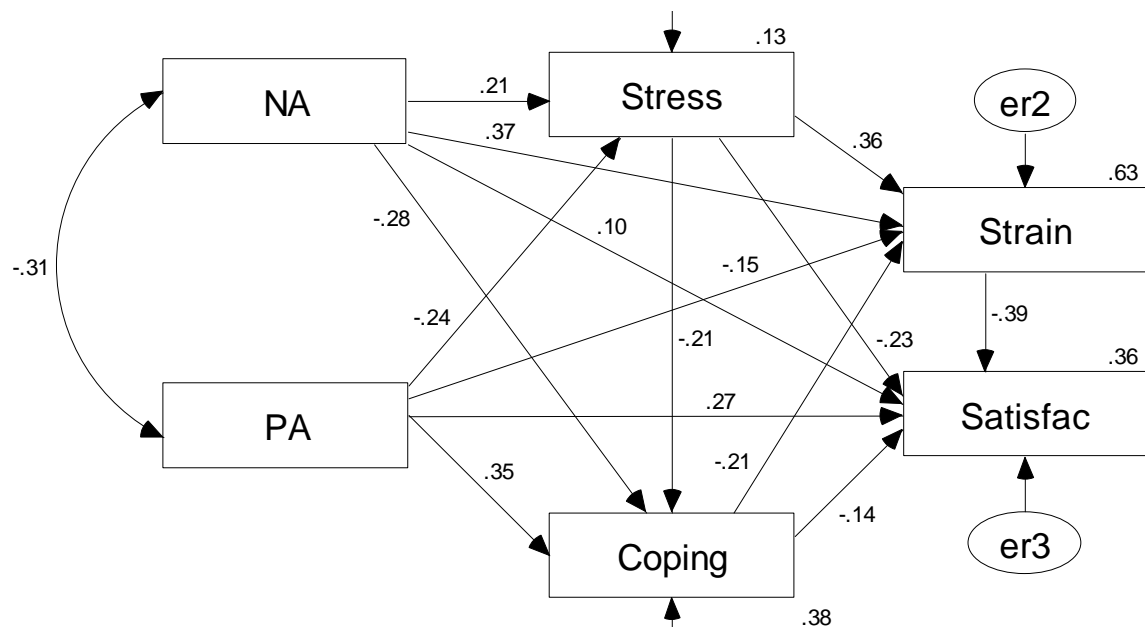 .13
NA
.21
Stress
er2
.37
.36
.63
-.28
.10
Strain
-.31
-.15
-.24
-.21
-.23
-.39
.36
PA
.27
Satisfac
.35
-.21
-.14
Coping
er3
.38